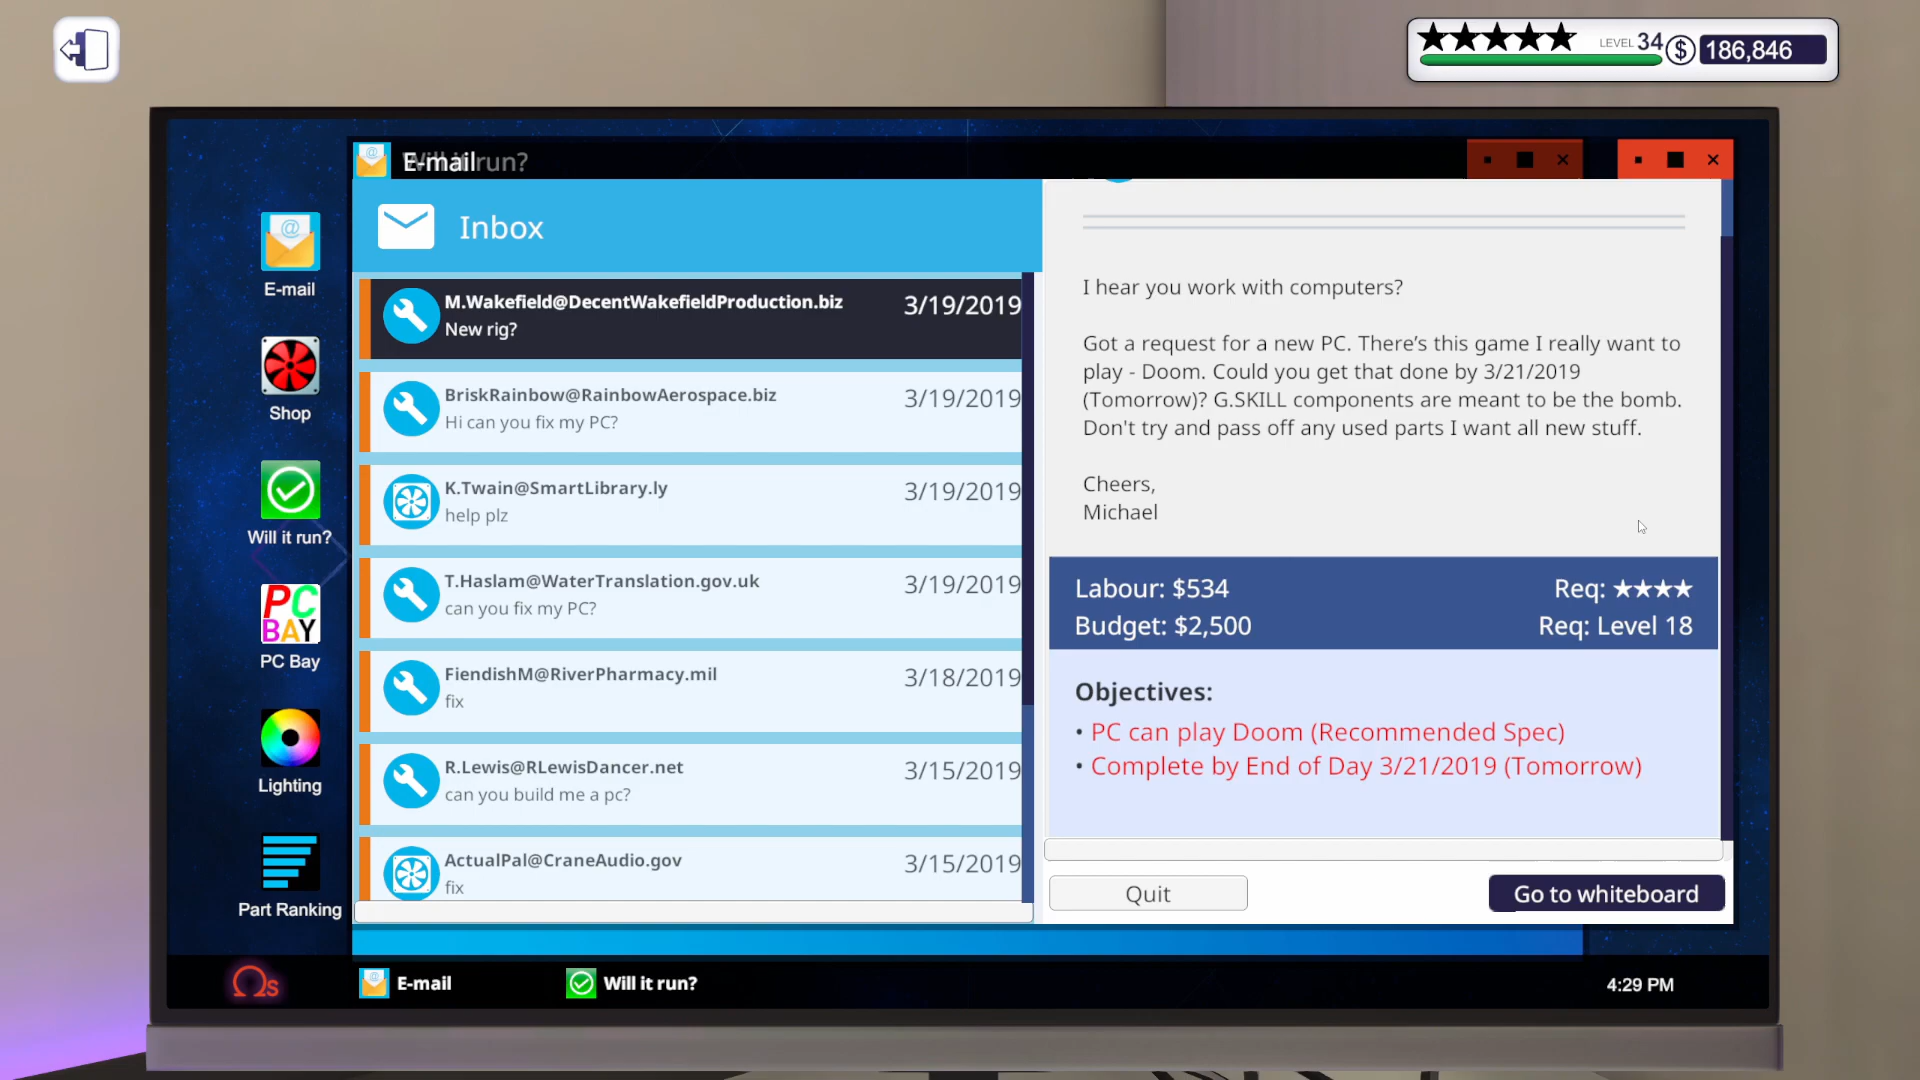 LEVEL 34 $ 186,846
E-mail
Will it run?
Inbox
E-mail
Shop
Will it run?
PC BAY
PC Bay
Lighting
Part Ranking
M.Wakefield@DecentWakefieldProduction.biz 3/19/2019
New rig?
BriskRainbow@RainbowAerospace.biz 3/19/2019
Hi can you fix my PC?
K.Twain@SmartLibrary.ly 3/19/2019
help plz
T.Haslam@WaterTranslation.gov.uk 3/19/2019
can you fix my PC?
FiendishM@RiverPharmacy.mil 3/18/2019
fix
R.Lewis@RLewisDancer.net 3/15/2019
can you build me a pc?
ActualPal@CraneAudio.gov 3/15/2019
fix
I hear you work with computers?
Got a request for a new PC. There's this game I really want to
play - Doom. Could you get that done by 3/21/2019
(Tomorrow)? G.SKILL components are meant to be the bomb.
Don't try and pass off any used parts I want all new stuff.
Cheers,
Michael
Labour: $534 Req: ★★★★
Budget: $2,500 Req: Level 18
Objectives:
• PC can play Doom (Recommended Spec)
• Complete by End of Day 3/21/2019 (Tomorrow)
Quit Go to whiteboard
Ωs E-mail Will it run? 4:29 PM